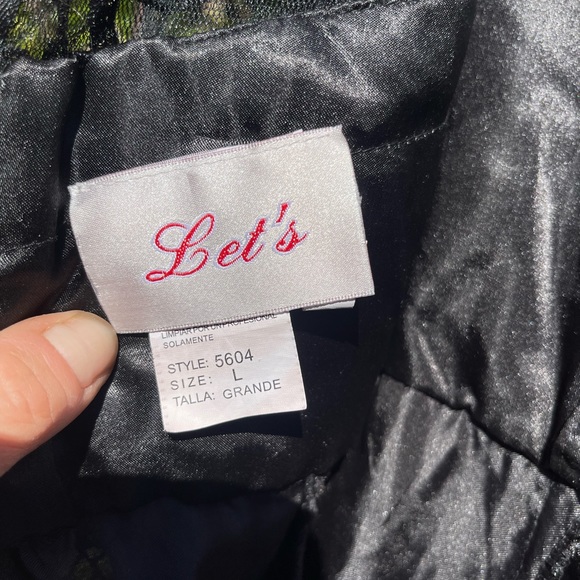 Let's
LIMPIAR POR UN PROFESIONAL
SOLAMENTE
STYLE: 5604
SIZE: L
TALLA: GRANDE